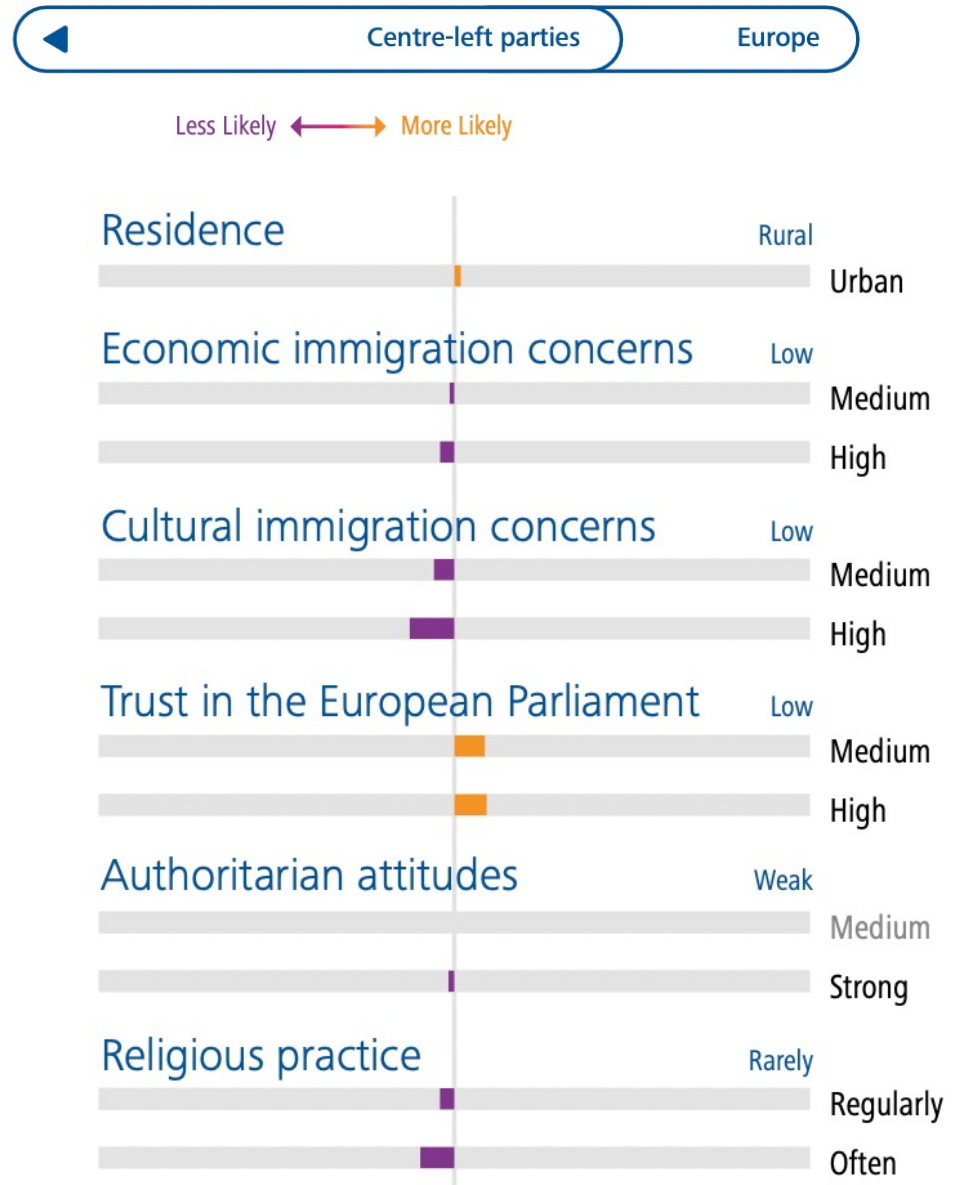 Centre-left parties Europe
Less Likely More Likely
Residence Rural
Urban
Economic immigration concerns Low
Medium
High
Cultural immigration concerns Low
Medium
High
Trust in the European Parliament Low
Medium
High
Authoritarian attitudes Weak
Medium
Strong
Religious practice Rarely
Regularly
Often